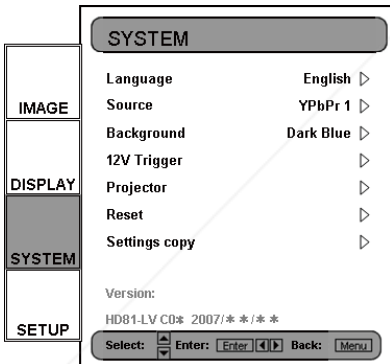 SYSTEM
Language English
IMAGE
Source YPbPr 1
Background Dark Blue
12V Trigger
DISPLAY
Projector
Reset
Settings copy
SYSTEM
Version:
HD81-LV C0* 2007/**/**
SETUP
Select: Enter: Enter Back: Menu